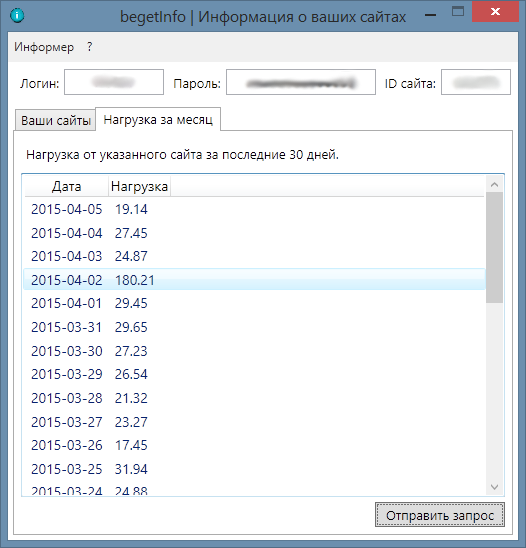 begetInfo | Информация о ваших сайтах
Информер ?
Логин: Пароль: ID сайта:
Ваши сайты Нагрузка за месяц
Нагрузка от указанного сайта за последние 30 дней.
Дата Нагрузка
2015-04-05 19.14
2015-04-04 27.45
2015-04-03 24.87
2015-04-02 180.21
2015-04-01 29.45
2015-03-31 29.65
2015-03-30 27.23
2015-03-29 26.54
2015-03-28 21.32
2015-03-27 23.27
2015-03-26 17.45
2015-03-25 31.94
2015-03-24 24.88
Отправить запрос